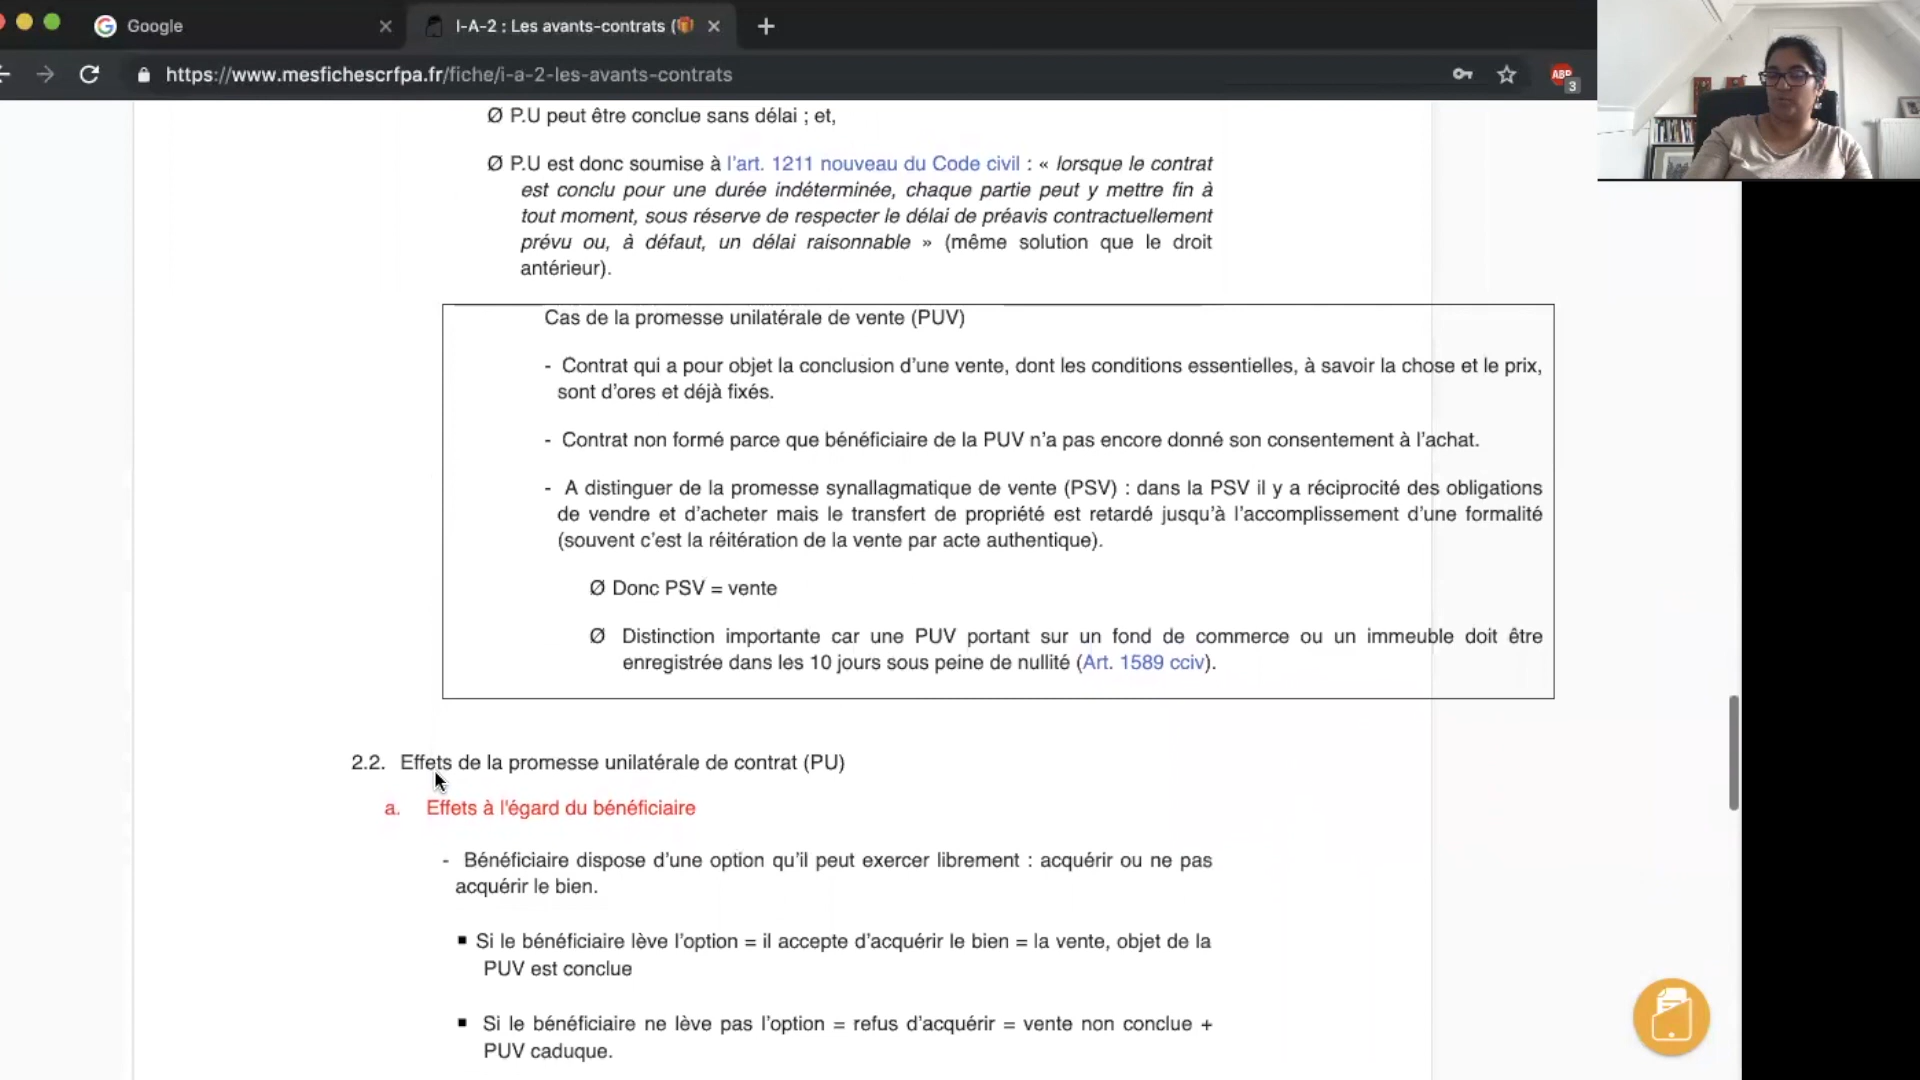 Google
I-A-2 : Les avants-contrats (
https://www.mesfichescrfpa.fr/fiche/i-a-2-les-avants-contrats
ABP
3
Ø P.U peut être conclue sans délai ; et,
Ø P.U est donc soumise à l'art. 1211 nouveau du Code civil : « lorsque le contrat
est conclu pour une durée indéterminée, chaque partie peut y mettre fin à
tout moment, sous réserve de respecter le délai de préavis contractuellement
prévu ou, à défaut, un délai raisonnable » (même solution que le droit
antérieur).
Cas de la promesse unilatérale de vente (PUV)
- Contrat qui a pour objet la conclusion d'une vente, dont les conditions essentielles, à savoir la chose et le prix,
sont d'ores et déjà fixés.
- Contrat non formé parce que bénéficiaire de la PUV n'a pas encore donné son consentement à l'achat.
- A distinguer de la promesse synallagmatique de vente (PSV) : dans la PSV il y a réciprocité des obligations
de vendre et d'acheter mais le transfert de propriété est retardé jusqu'à l'accomplissement d'une formalité
(souvent c'est la réitération de la vente par acte authentique).
Ø Donc PSV = vente
Ø Distinction importante car une PUV portant sur un fond de commerce ou un immeuble doit être
enregistrée dans les 10 jours sous peine de nullité (Art. 1589 cciv).
2.2. Effets de la promesse unilatérale de contrat (PU)
a. Effets à l'égard du bénéficiaire
- Bénéficiaire dispose d'une option qu'il peut exercer librement : acquérir ou ne pas
acquérir le bien.
▪ Si le bénéficiaire lève l'option = il accepte d'acquérir le bien = la vente, objet de la
PUV est conclue
▪ Si le bénéficiaire ne lève pas l'option = refus d'acquérir = vente non conclue +
PUV caduque.